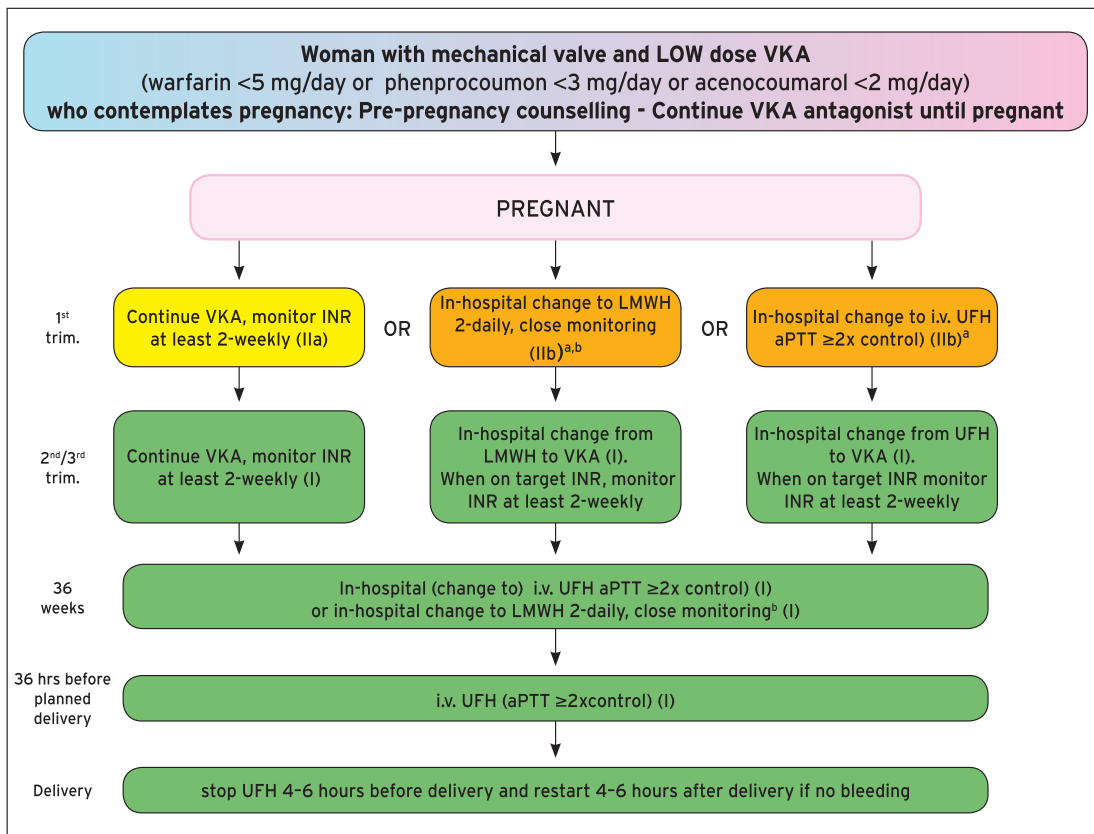 Woman with mechanical valve and LOW dose VKA
(warfarin <5 mg/day or phenprocoumon <3 mg/day or acenocoumarol <2 mg/day)
who contemplates pregnancy: Pre-pregnancy counselling - Continue VKA antagonist until pregnant
PREGNANT
1st
trim.
Continue VKA, monitor INR
at least 2-weekly (IIa)
OR
In-hospital change to LMWH
2-daily, close monitoring
(IIb)a,b
OR
In-hospital change to i.v. UFH
aPTT ≥2x control) (IIb)a
2nd/3rd
trim.
Continue VKA, monitor INR
at least 2-weekly (I)
In-hospital change from
LMWH to VKA (I).
When on target INR, monitor
INR at least 2-weekly
In-hospital change from UFH
to VKA (I).
When on target INR monitor
INR at least 2-weekly
36
weeks
In-hospital (change to) i.v. UFH aPTT ≥2x control) (I)
or in-hospital change to LMWH 2-daily, close monitoringb (I)
36 hrs before
planned
delivery
i.v. UFH (aPTT ≥2xcontrol) (I)
Delivery
stop UFH 4–6 hours before delivery and restart 4–6 hours after delivery if no bleeding